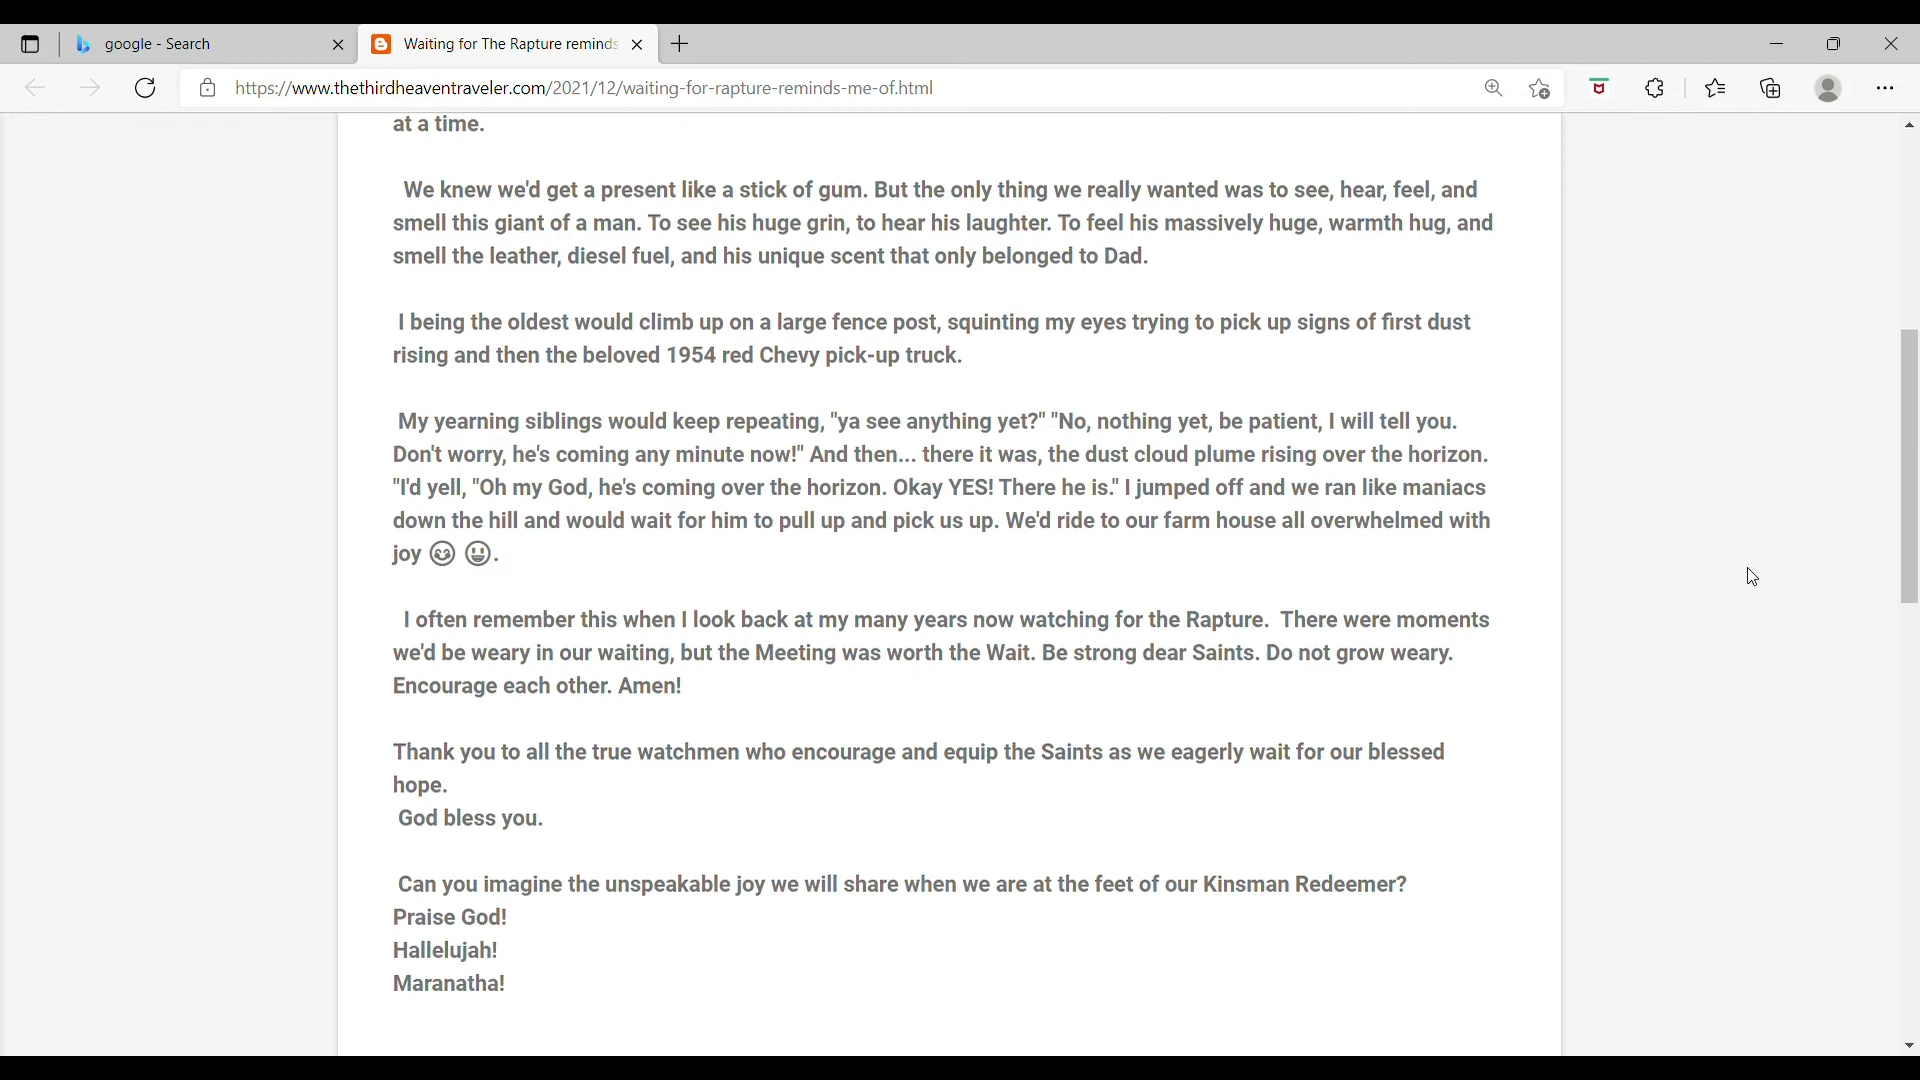 google - Search
Waiting for The Rapture reminds
https://www.thethirdheaventraveler.com/2021/12/waiting-for-rapture-reminds-me-of.html
at a time.
We knew we'd get a present like a stick of gum. But the only thing we really wanted was to see, hear, feel, and
smell this giant of a man. To see his huge grin, to hear his laughter. To feel his massively huge, warmth hug, and
smell the leather, diesel fuel, and his unique scent that only belonged to Dad.
I being the oldest would climb up on a large fence post, squinting my eyes trying to pick up signs of first dust
rising and then the beloved 1954 red Chevy pick-up truck.
My yearning siblings would keep repeating, "ya see anything yet?" "No, nothing yet, be patient, I will tell you.
Don't worry, he's coming any minute now!" And then... there it was, the dust cloud plume rising over the horizon.
"I'd yell, "Oh my God, he's coming over the horizon. Okay YES! There he is." I jumped off and we ran like maniacs
down the hill and would wait for him to pull up and pick us up. We'd ride to our farm house all overwhelmed with
joy 😊 😃.
I often remember this when I look back at my many years now watching for the Rapture.  There were moments
we'd be weary in our waiting, but the Meeting was worth the Wait. Be strong dear Saints. Do not grow weary.
Encourage each other. Amen!
Thank you to all the true watchmen who encourage and equip the Saints as we eagerly wait for our blessed
hope.
God bless you.
Can you imagine the unspeakable joy we will share when we are at the feet of our Kinsman Redeemer?
Praise God!
Hallelujah!
Maranatha!